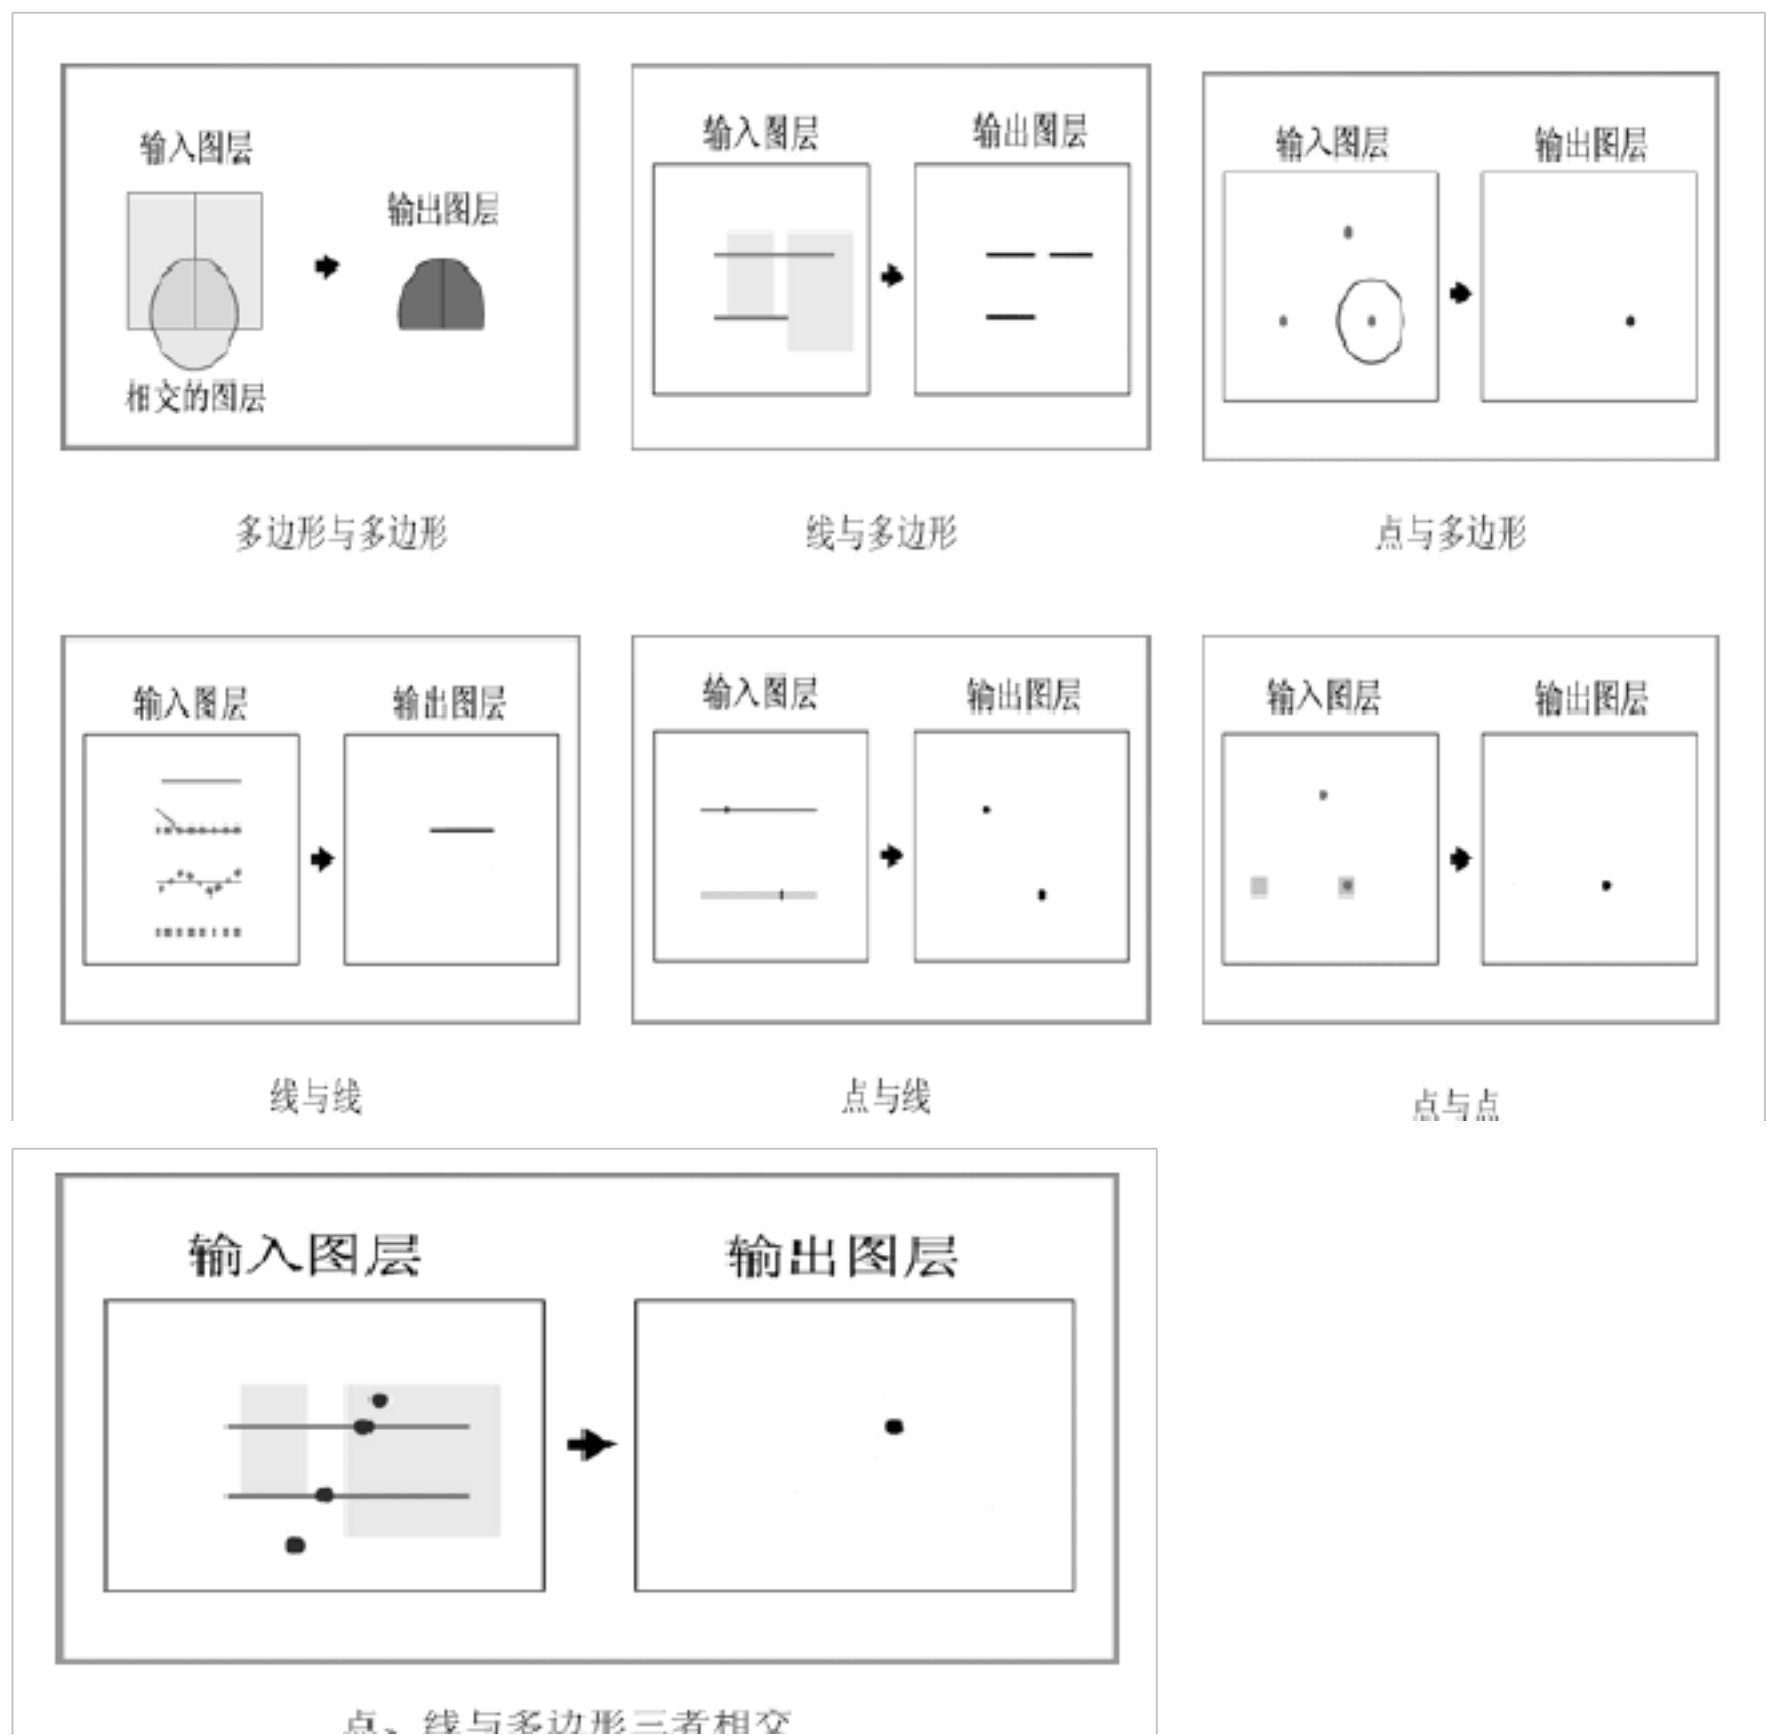 输入图层
输出图层
相交的图层
多边形与多边形
输入图层 输出图层
线与多边形
输入图层 输出图层
点与多边形
输入图层 输出图层
线与线
输入图层 输出图层
点与线
输入图层 输出图层
点与点
输入图层 输出图层
点、线与多边形三者相交